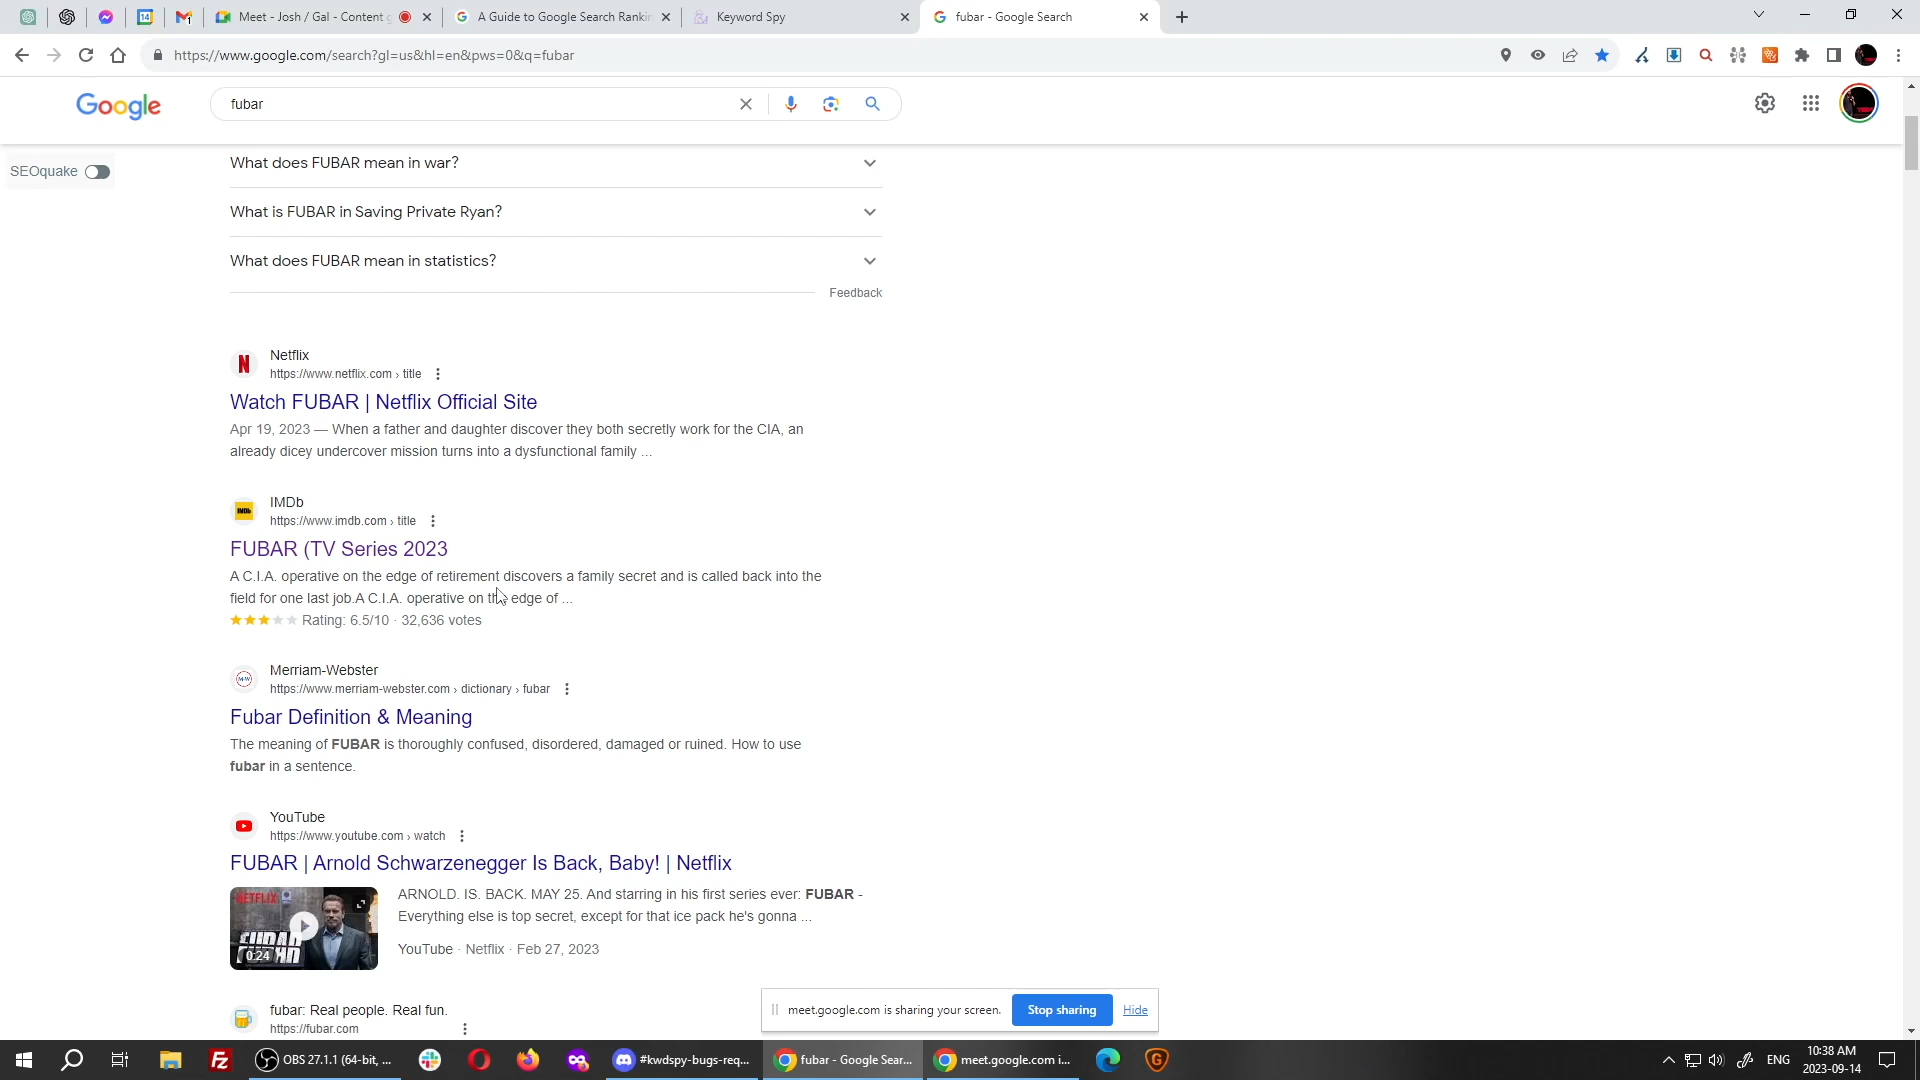 Meet - Josh / Gal - Content g
A Guide to Google Search Rankin
Keyword Spy
fubar - Google Search
https://www.google.com/search?gl=us&hl=en&pws=0&q=fubar
Google
fubar
SEOquake
What does FUBAR mean in war?
What is FUBAR in Saving Private Ryan?
What does FUBAR mean in statistics?
Feedback
Netflix
https://www.netflix.com › title
Watch FUBAR | Netflix Official Site
Apr 19, 2023 — When a father and daughter discover they both secretly work for the CIA, an
already dicey undercover mission turns into a dysfunctional family ...
IMDb
https://www.imdb.com › title
FUBAR (TV Series 2023
A C.I.A. operative on the edge of retirement discovers a family secret and is called back into the
field for one last job.A C.I.A. operative on the edge of ...
Rating: 6.5/10 · 32,636 votes
Merriam-Webster
https://www.merriam-webster.com › dictionary › fubar
Fubar Definition & Meaning
The meaning of FUBAR is thoroughly confused, disordered, damaged or ruined. How to use
fubar in a sentence.
YouTube
https://www.youtube.com › watch
FUBAR | Arnold Schwarzenegger Is Back, Baby! | Netflix
NETFLIX
FUBAR
0:24
ARNOLD. IS. BACK. MAY 25. And starring in his first series ever: FUBAR -
Everything else is top secret, except for that ice pack he's gonna ...
YouTube · Netflix · Feb 27, 2023
fubar: Real people. Real fun.
https://fubar.com
meet.google.com is sharing your screen.
Stop sharing
Hide
OBS 27.1.1 (64-bit, ...
#kwdspy-bugs-req...
fubar - Google Sear...
meet.google.com i...
ENG
10:38 AM
2023-09-14